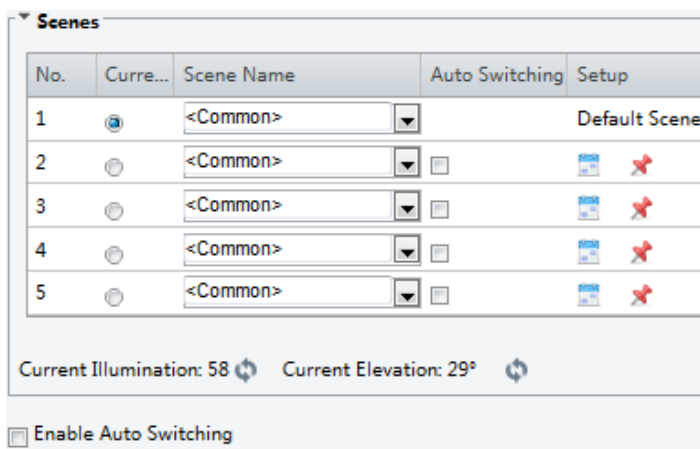 Scenes
No. Curre... Scene Name Auto Switching Setup
1 <Common> Default Scene
2 <Common>
3 <Common>
4 <Common>
5 <Common>
Current Illumination: 58 Current Elevation: 29°
Enable Auto Switching